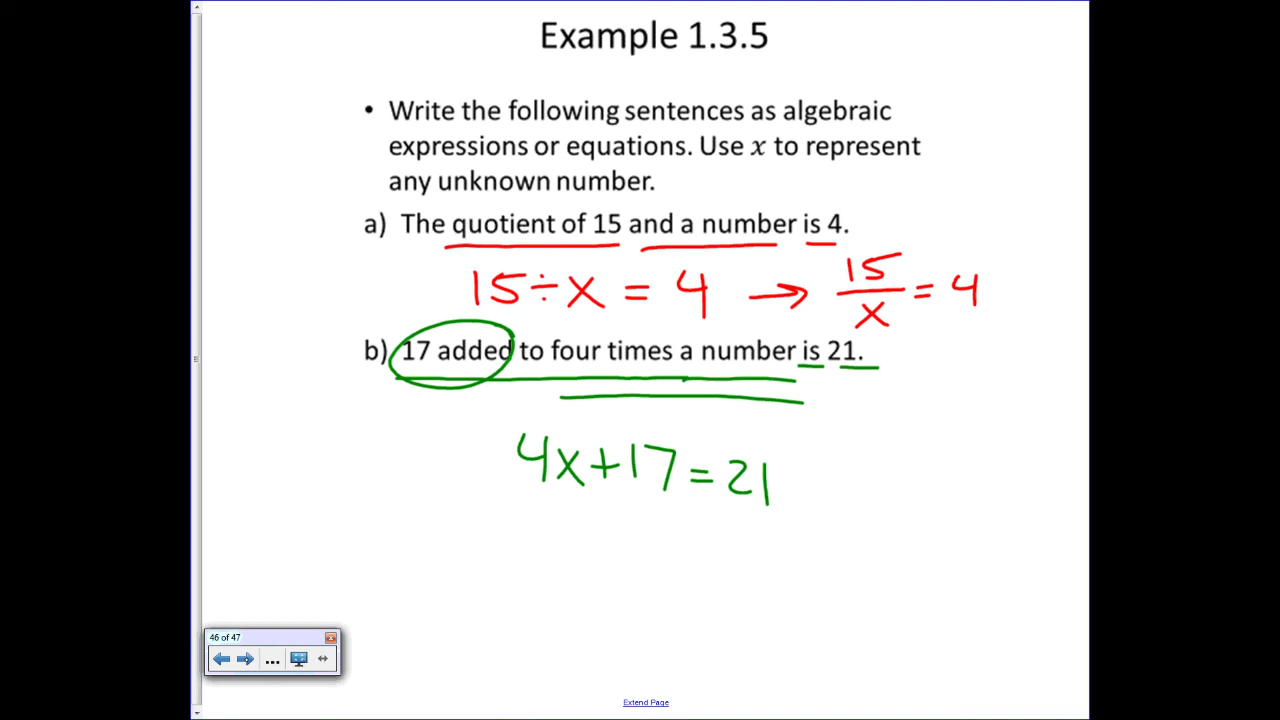 Example 1.3.5
• Write the following sentences as algebraic
expressions or equations. Use x to represent
any unknown number.
a) The quotient of 15 and a number is 4.
15 ÷ x = 4 → 15/x = 4
b) 17 added to four times a number is 21.
4x + 17 = 21
46 of 47
...
Extend Page